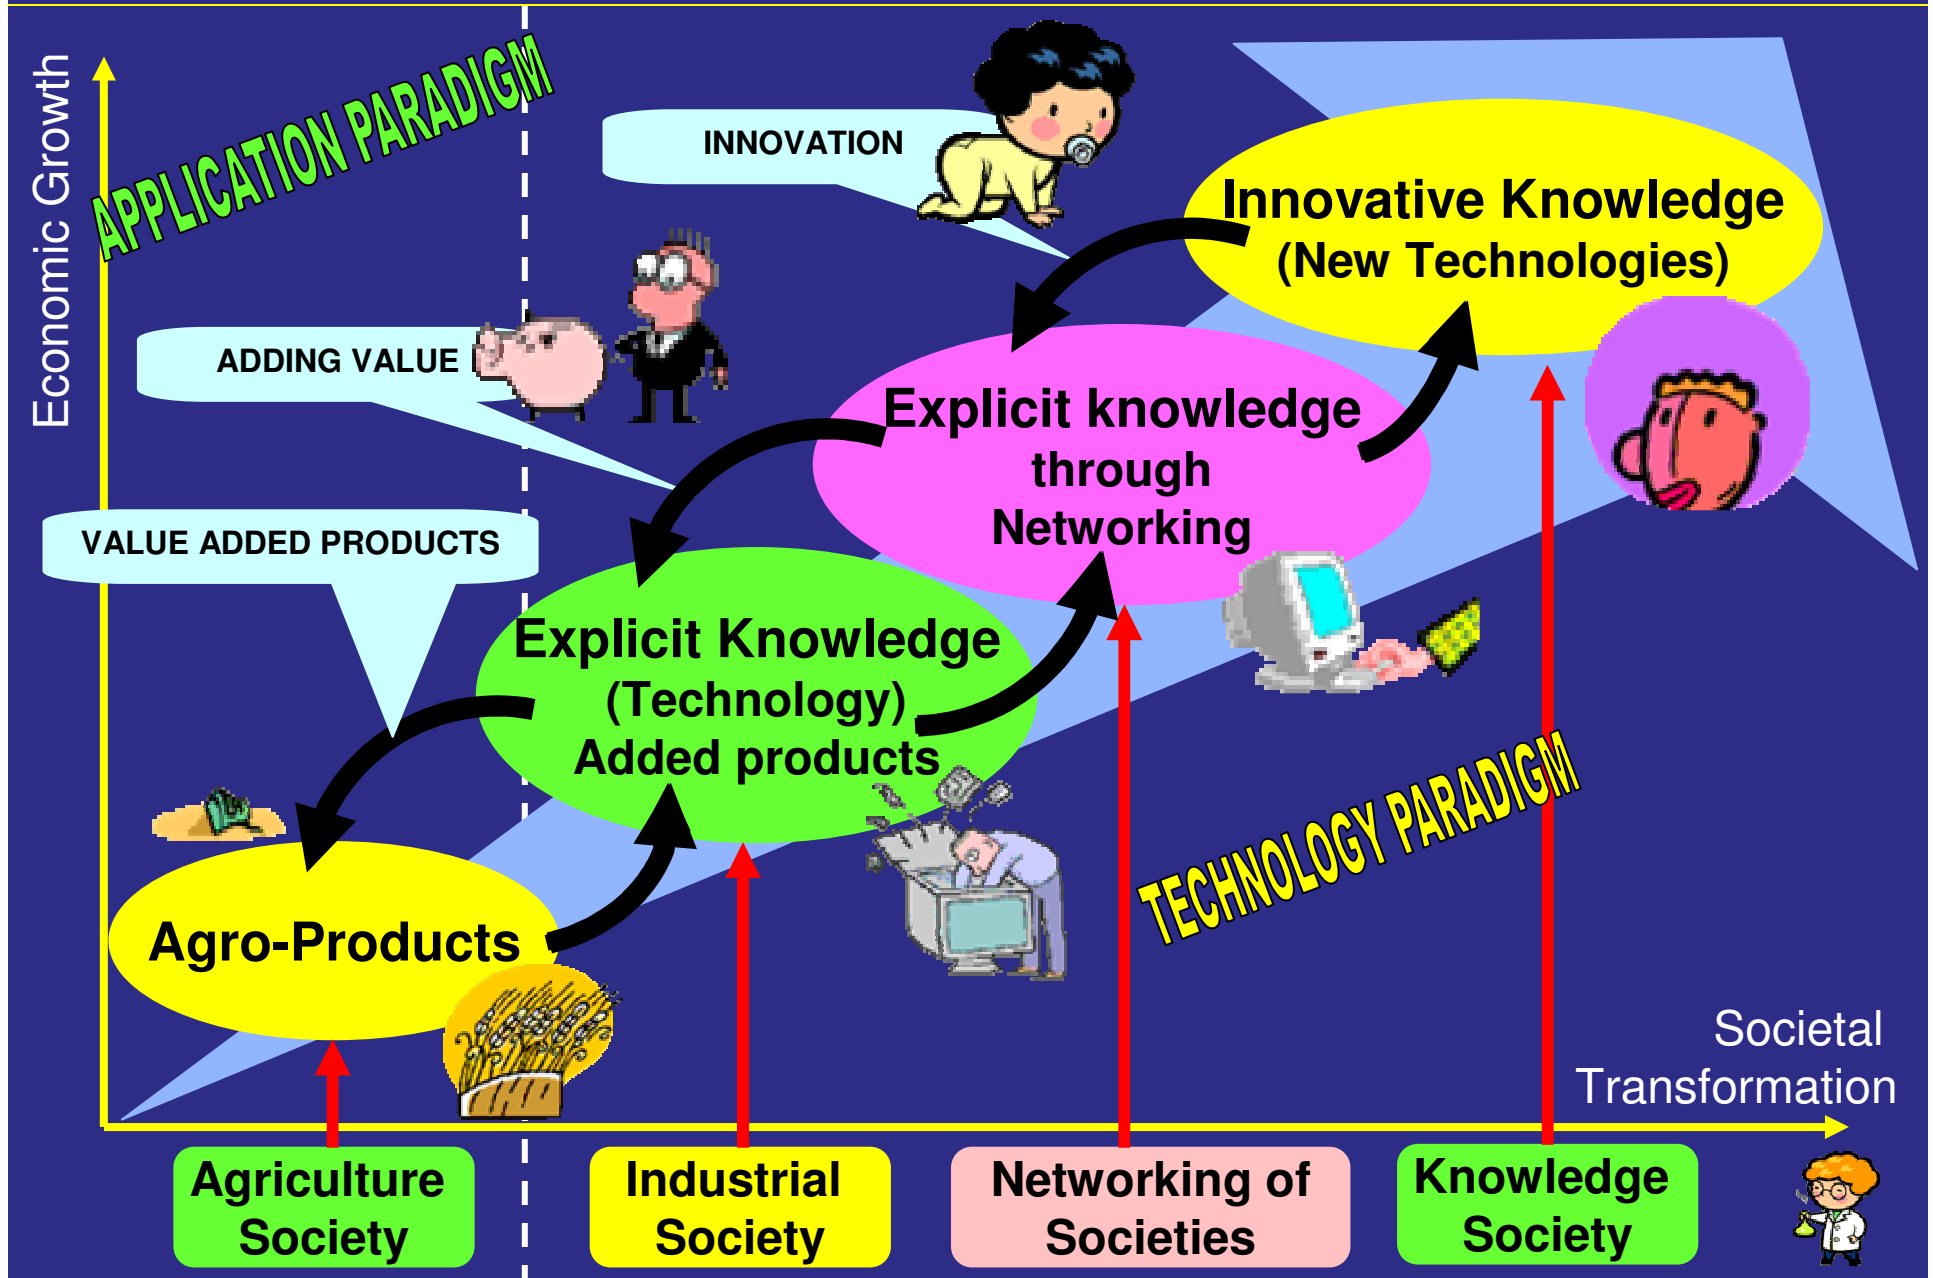 Economic Growth
APPLICATION PARADIGM
INNOVATION
Innovative Knowledge
(New Technologies)
ADDING VALUE
Explicit knowledge
through
Networking
VALUE ADDED PRODUCTS
Explicit Knowledge
(Technology)
Added products
TECHNOLOGY PARADIGM
Agro-Products
Societal
Transformation
Agriculture
Society
Industrial
Society
Networking of
Societies
Knowledge
Society